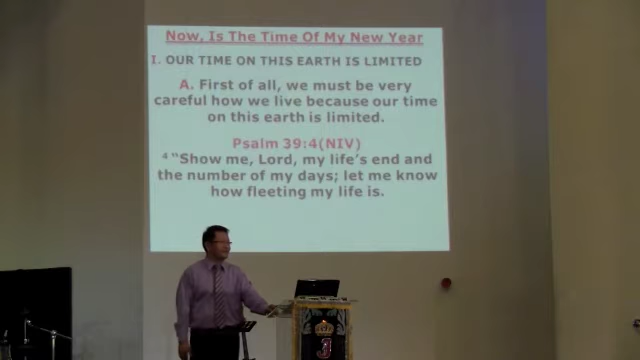 Now, Is The Time Of My New Year
I. OUR TIME ON THIS EARTH IS LIMITED
A. First of all, we must be very
careful how we live because our time
on this earth is limited.
Psalm 39:4(NIV)
4 “Show me, Lord, my life’s end and
the number of my days; let me know
how fleeting my life is.
J